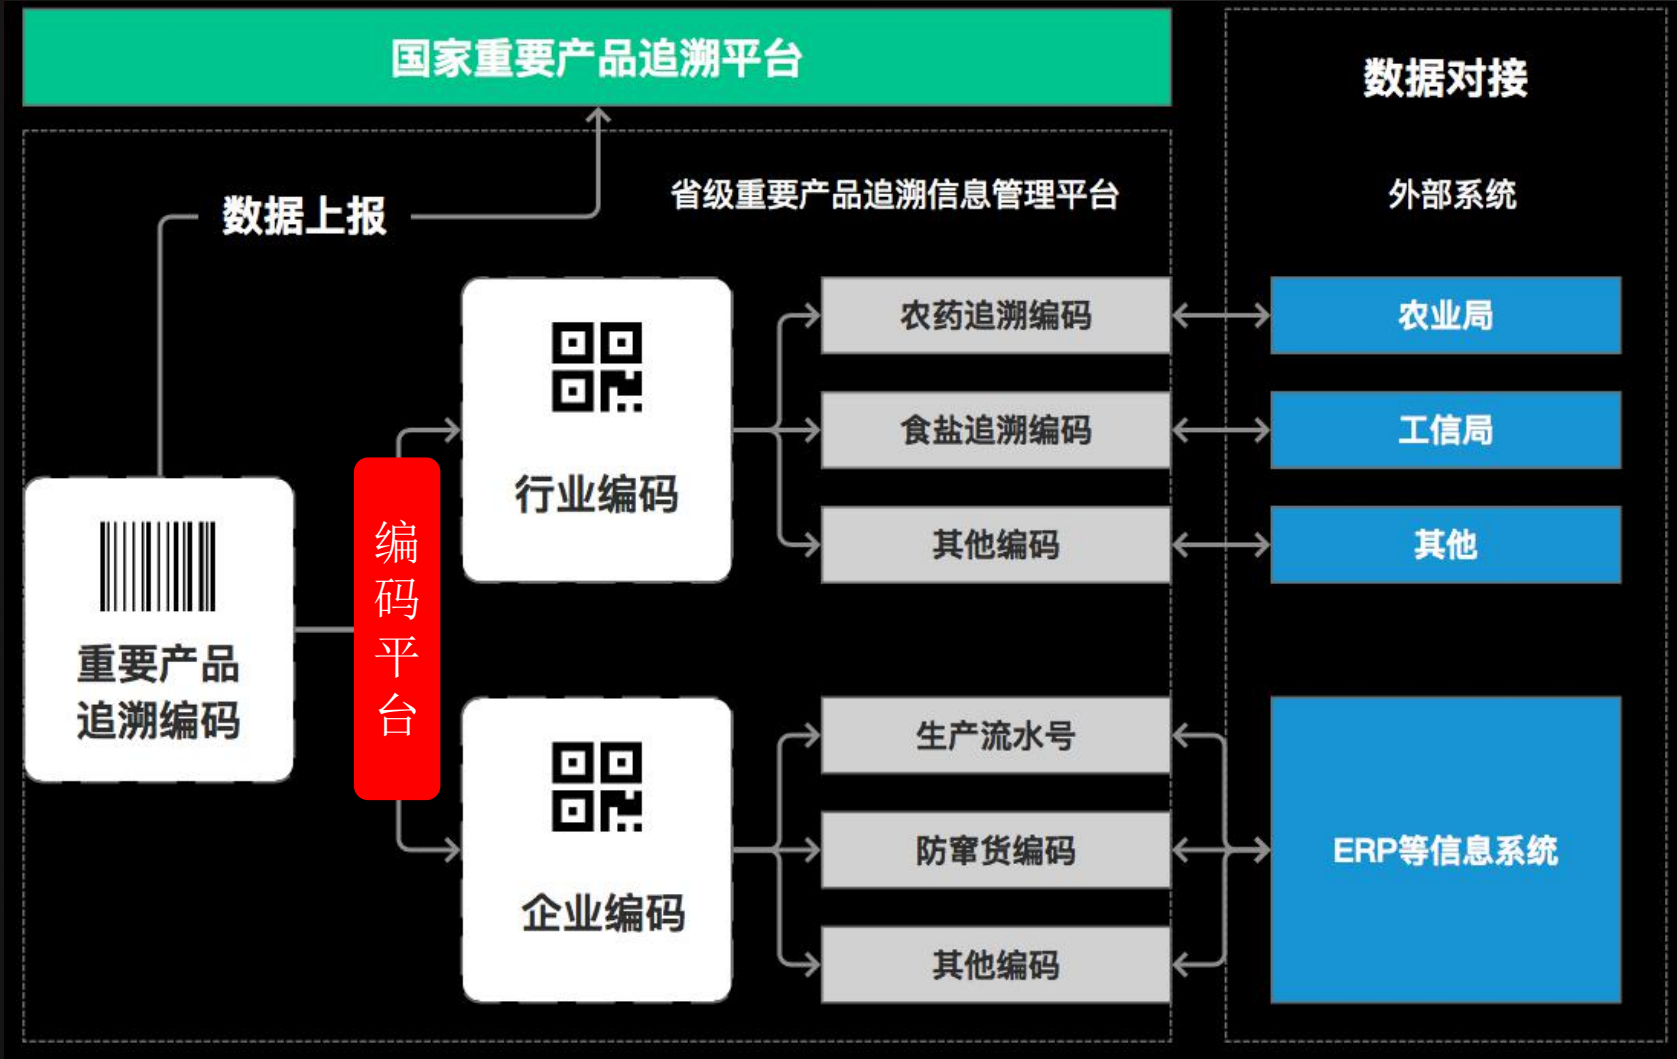 国家重要产品追溯平台
数据对接
数据上报
省级重要产品追溯信息管理平台
外部系统
行业编码
农药追溯编码
食盐追溯编码
其他编码
农业局
工信局
其他
重要产品
追溯编码
编
码
平
台
企业编码
生产流水号
防窜货编码
其他编码
ERP等信息系统